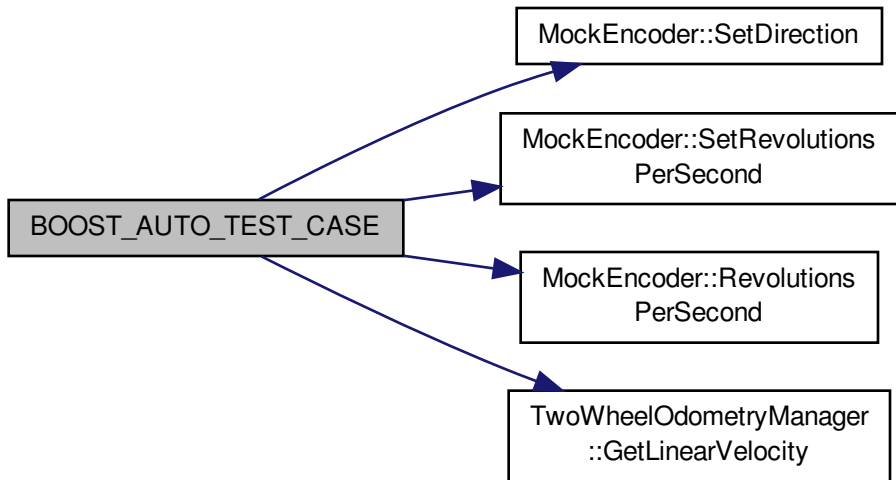 MockEncoder::SetDirection
MockEncoder::SetRevolutions
PerSecond
BOOST_AUTO_TEST_CASE
MockEncoder::Revolutions
PerSecond
TwoWheelOdometryManager
::GetLinearVelocity